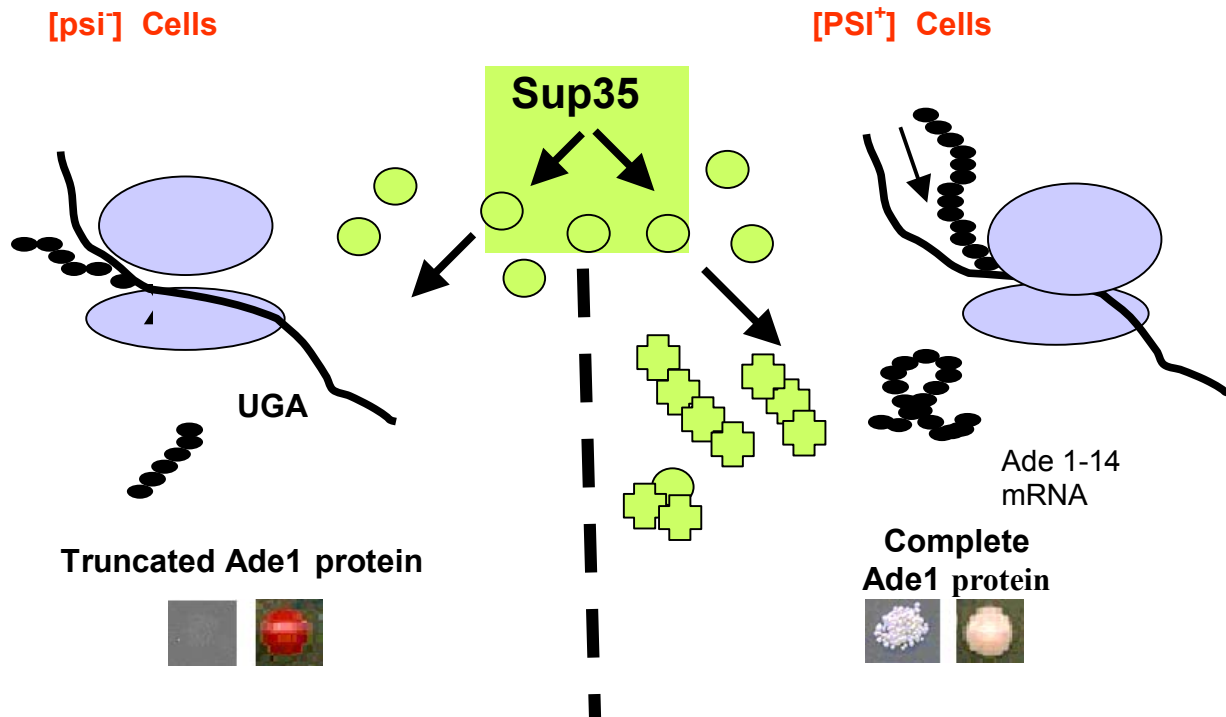 [psi-] Cells
[PSI+] Cells
Sup35
UGA
Ade 1-14
mRNA
Truncated Ade1 protein
Complete
Ade1 protein